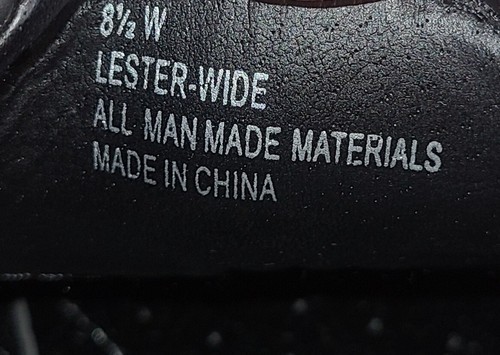 8½ W
LESTER-WIDE
ALL MAN MADE MATERIALS
MADE IN CHINA